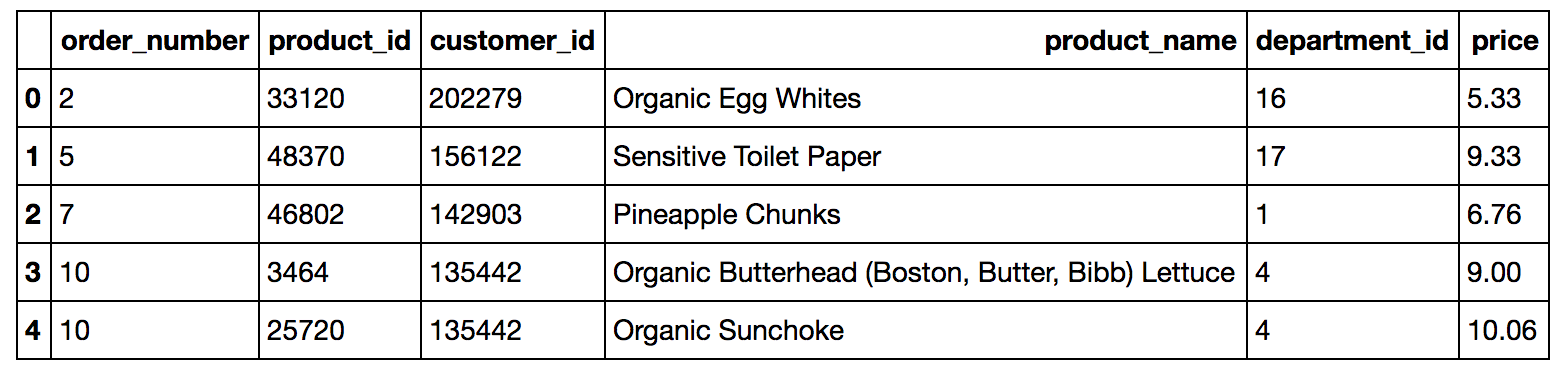 order_number product_id customer_id product_name department_id price
0 2 33120 202279 Organic Egg Whites 16 5.33
1 5 48370 156122 Sensitive Toilet Paper 17 9.33
2 7 46802 142903 Pineapple Chunks 1 6.76
3 10 3464 135442 Organic Butterhead (Boston, Butter, Bibb) Lettuce 4 9.00
4 10 25720 135442 Organic Sunchoke 4 10.06